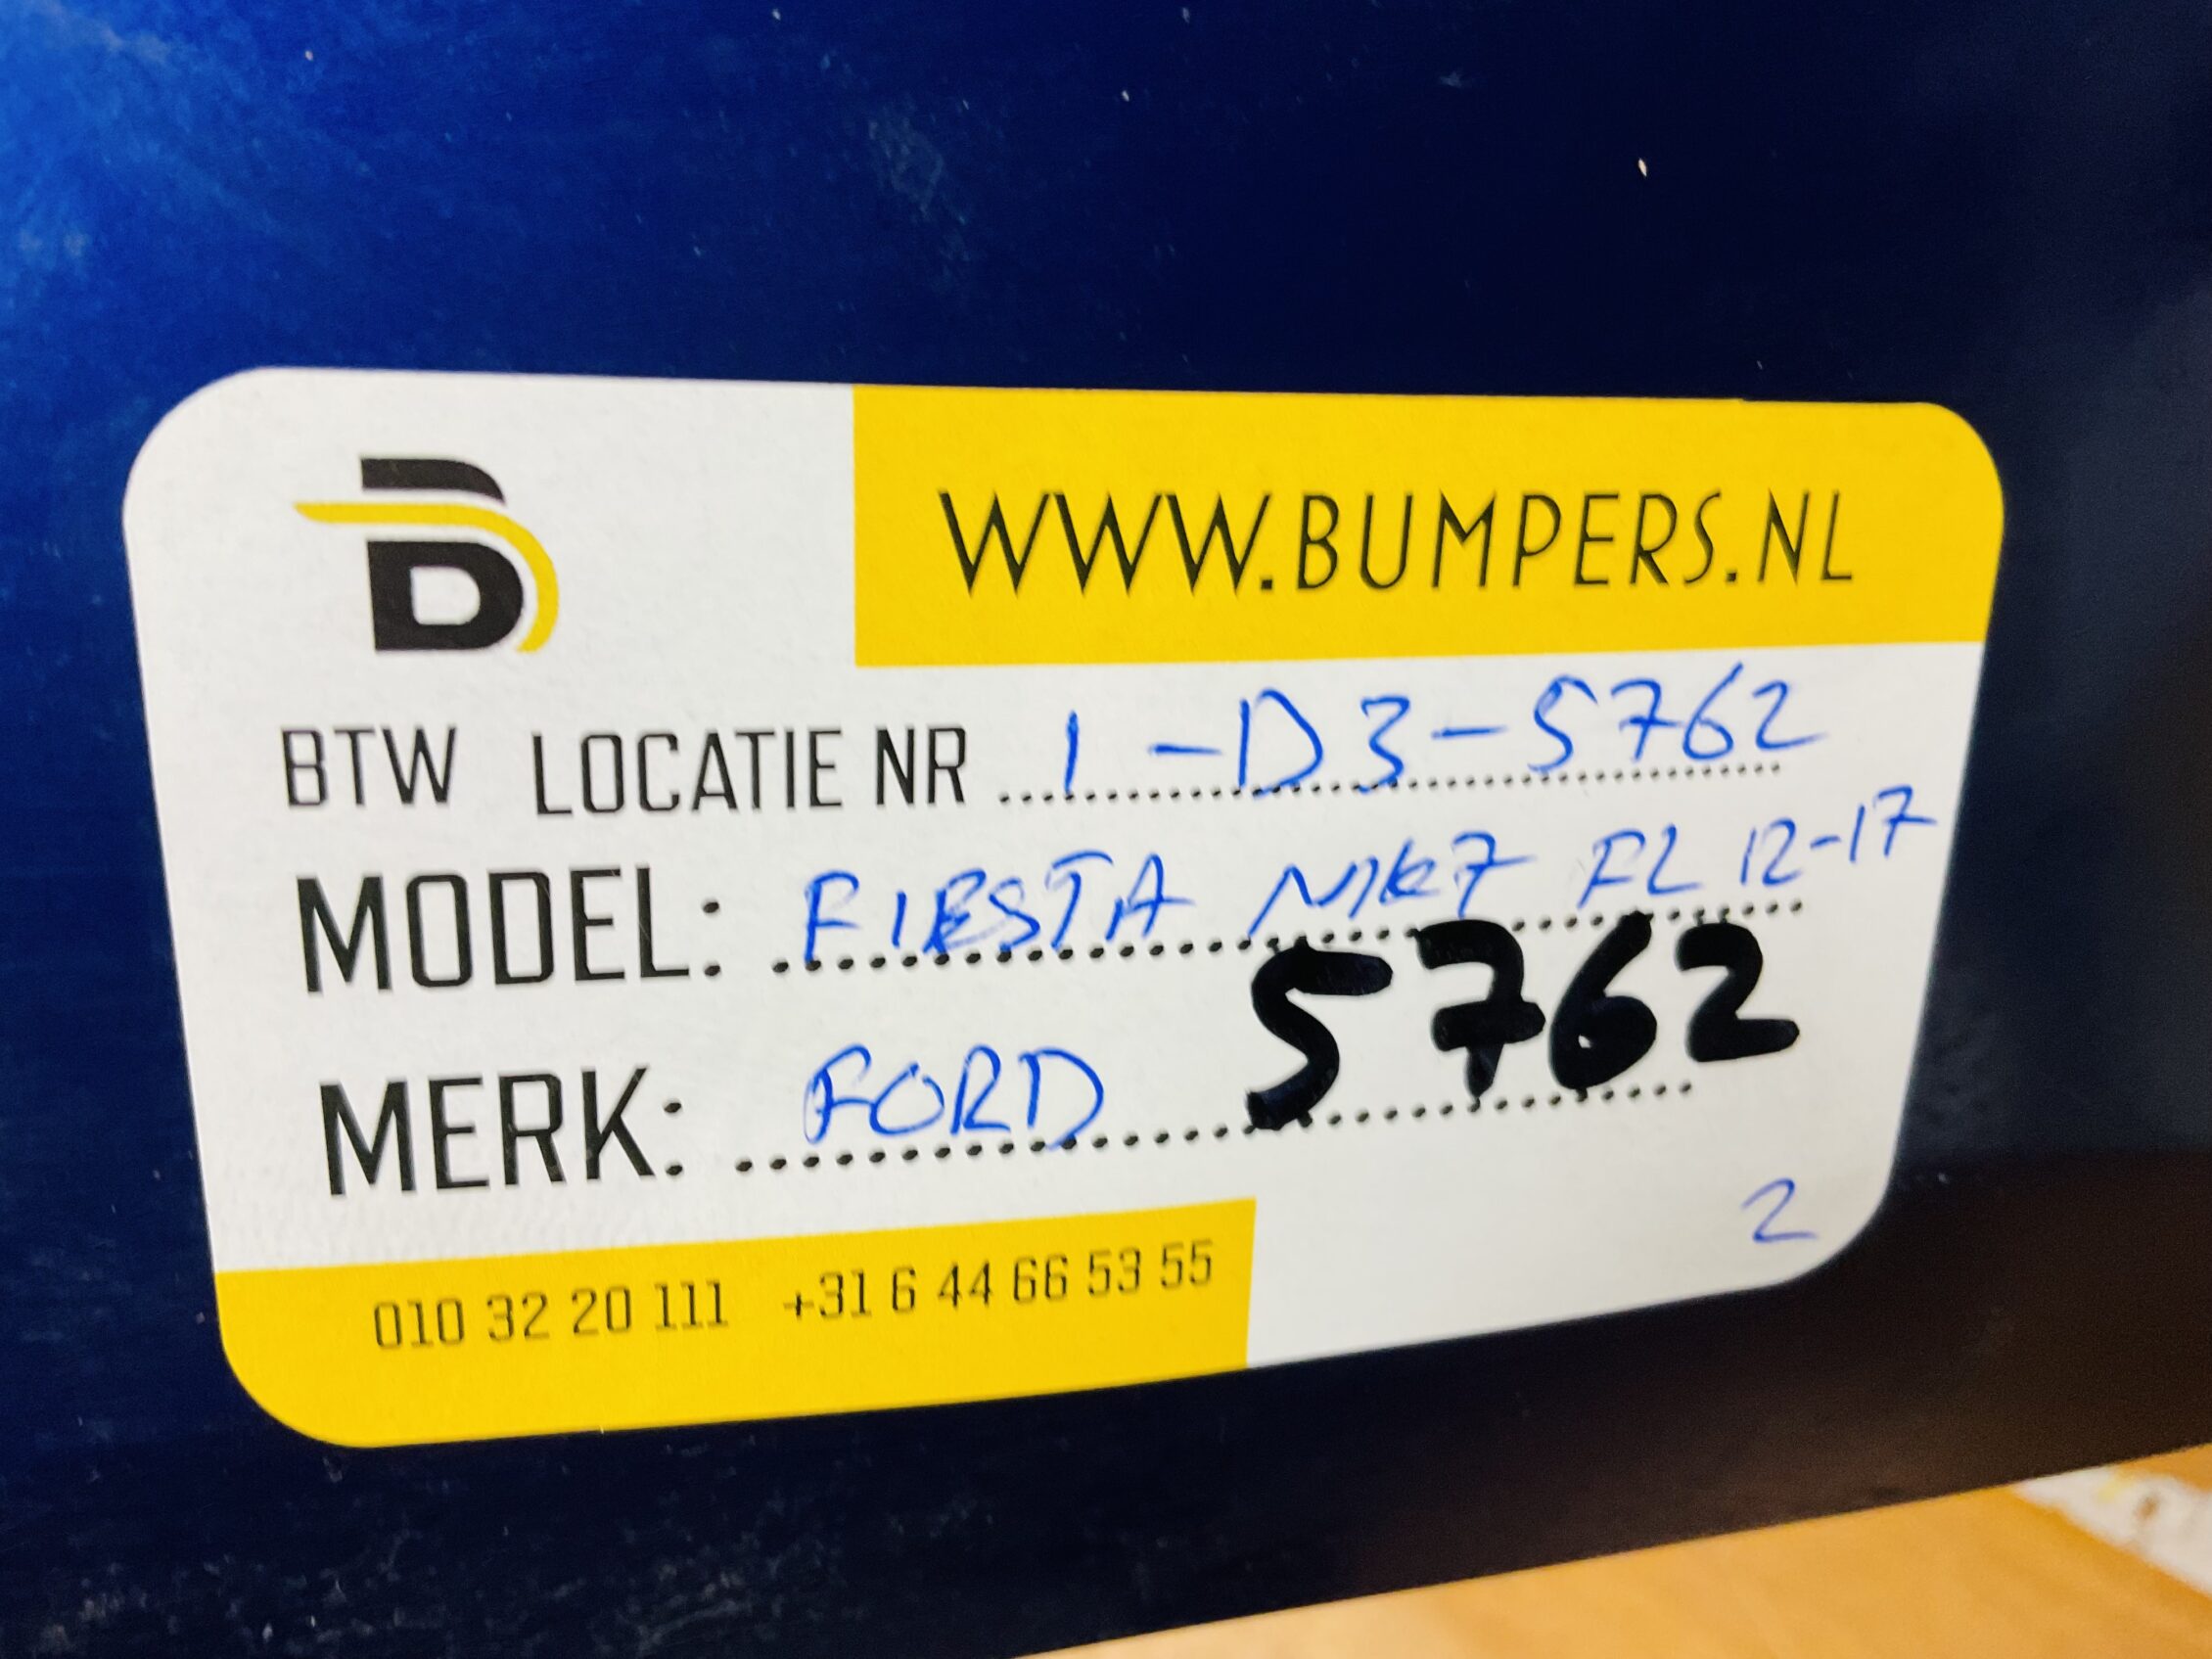 B
WWW.BUMPERS.NL
BTW LOCATIE NR 1-D3-5762
MODEL: FIESTA MK7 FL 12-17
5762
MERK: FORD
2
010 32 20 111 +31 6 44 66 53 55